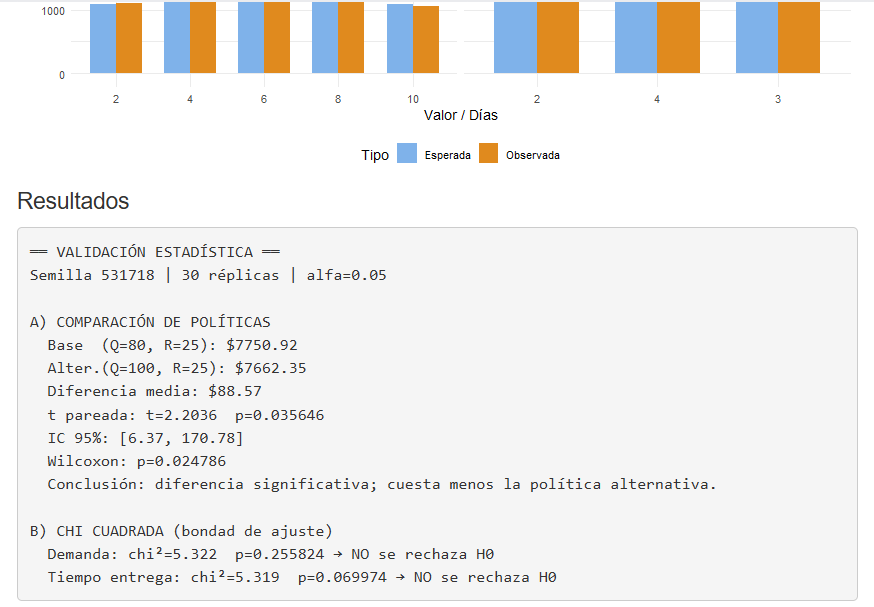 1000
0
2 4 6 8 10 2 4 3
Valor / Días
Tipo Esperada Observada
Resultados
══ VALIDACIÓN ESTADÍSTICA ══
Semilla 531718 | 30 réplicas | alfa=0.05
A) COMPARACIÓN DE POLÍTICAS
Base (Q=80, R=25): $7750.92
Alter.(Q=100, R=25): $7662.35
Diferencia media: $88.57
t pareada: t=2.2036 p=0.035646
IC 95%: [6.37, 170.78]
Wilcoxon: p=0.024786
Conclusión: diferencia significativa; cuesta menos la política alternativa.
B) CHI CUADRADA (bondad de ajuste)
Demanda: chi²=5.322 p=0.255824 → NO se rechaza H0
Tiempo entrega: chi²=5.319 p=0.069974 → NO se rechaza H0